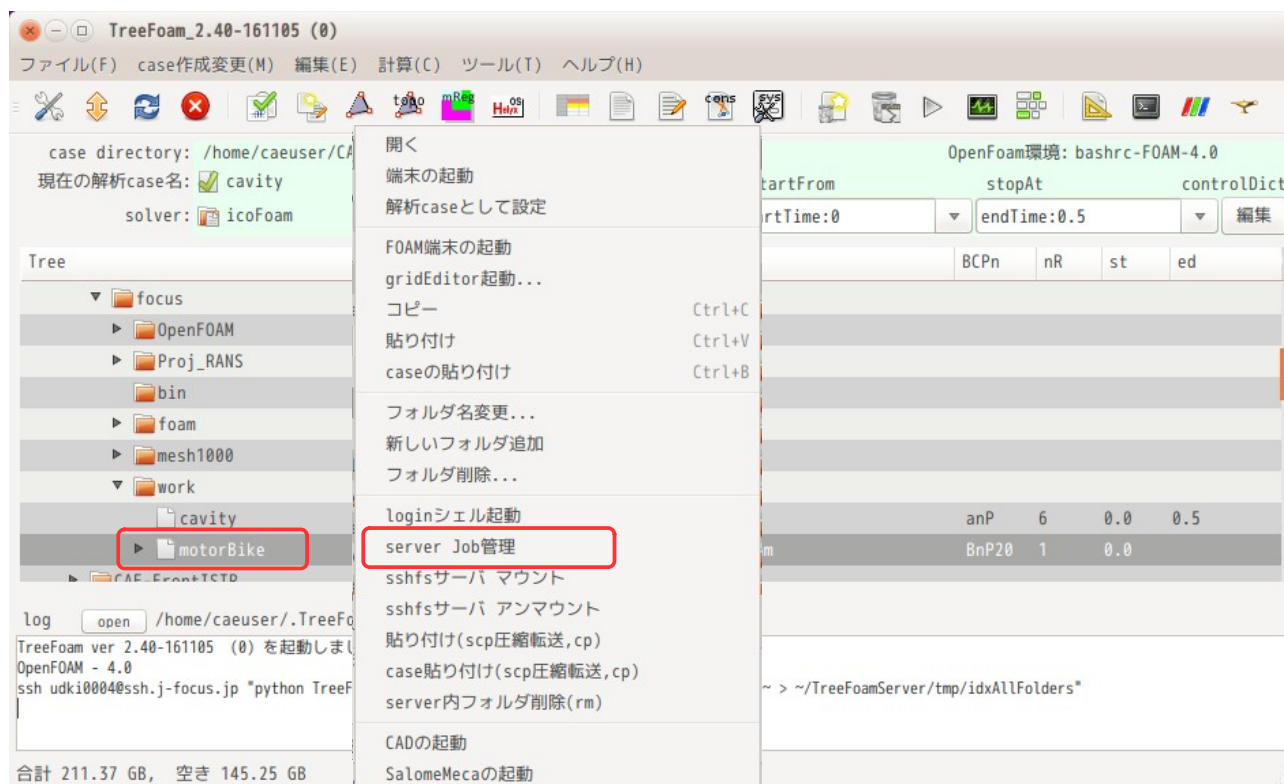 TreeFoam_2.40-161105 (0)
ファイル(F) case作成変更(M) 編集(E) 計算(C) ツール(T) ヘルプ(H)
topo mReg Helyx OS cons sys
case directory: /home/caeuser/CA
OpenFoam環境: bashrc-FOAM-4.0
現在の解析case名: cavity
tartFrom stopAt controlDict
solver: icoFoam
rtTime:0 endTime:0.5 編集
Tree BCPn nR st ed
focus
OpenFOAM
Proj_RANS
bin
foam
mesh1000
work
cavity anP 6 0.0 0.5
motorBike m BnP20 1 0.0
CAE-FrontISTR
開く
端末の起動
解析caseとして設定
FOAM端末の起動
gridEditor起動...
コピー Ctrl+C
貼り付け Ctrl+V
caseの貼り付け Ctrl+B
フォルダ名変更...
新しいフォルダ追加
フォルダ削除...
loginシェル起動
server Job管理
sshfsサーバ マウント
sshfsサーバ アンマウント
貼り付け(scp圧縮転送,cp)
case貼り付け(scp圧縮転送,cp)
server内フォルダ削除(rm)
CADの起動
SalomeMecaの起動
log open /home/caeuser/.TreeFo
TreeFoam ver 2.40-161105 (0) を起動しまし
OpenFOAM - 4.0
ssh udki0004@ssh.j-focus.jp "python TreeF ~ > ~/TreeFoamServer/tmp/idxAllFolders"
合計 211.37 GB, 空き 145.25 GB